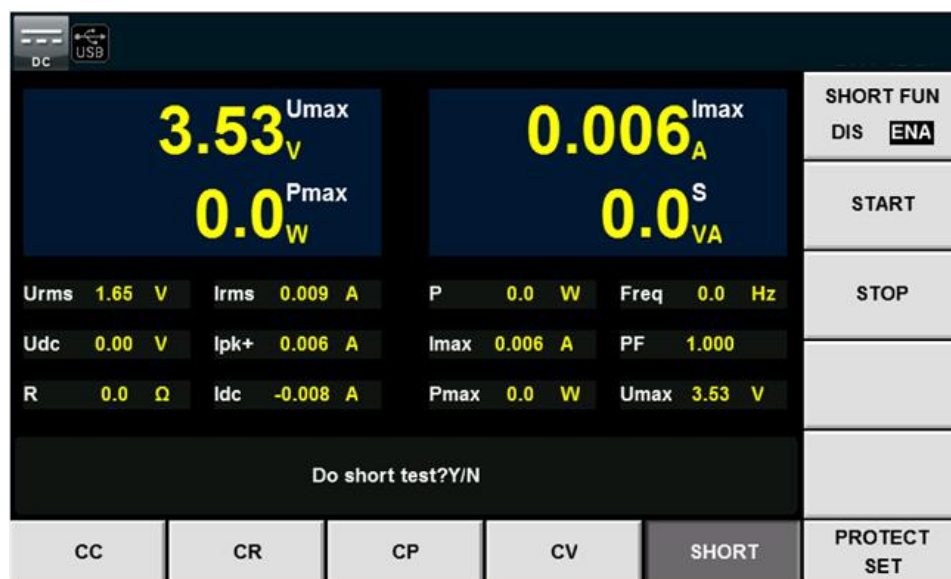 DC USB
3.53 Umax V
0.006 Imax A
0.0 Pmax W
0.0 S VA
Urms 1.65 V Irms 0.009 A P 0.0 W Freq 0.0 Hz
Udc 0.00 V Ipk+ 0.006 A Imax 0.006 A PF 1.000
R 0.0 Ω Idc -0.008 A Pmax 0.0 W Umax 3.53 V
Do short test?Y/N
SHORT FUN
DIS ENA
START
STOP
CC CR CP CV SHORT
PROTECT
SET